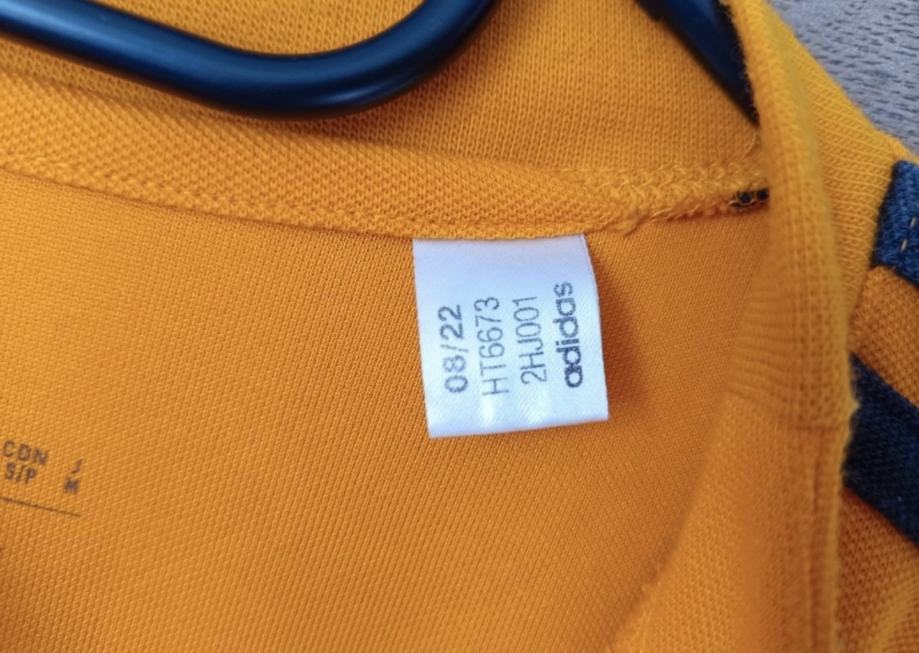 08/22
HT6673
2HJ001
adidas
CDN J
S/P M